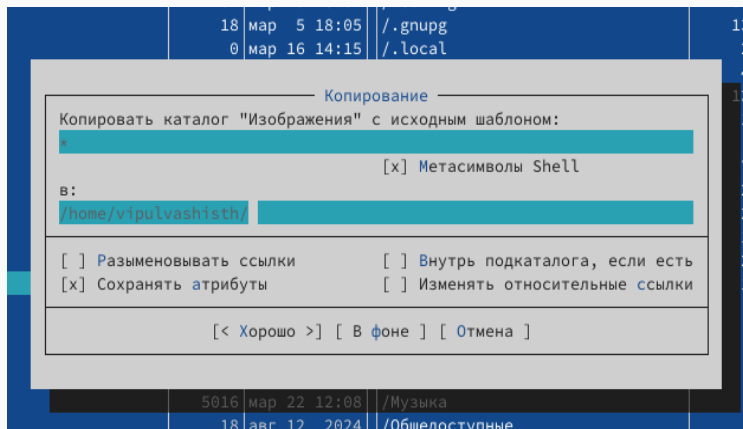 18 мар 5 18:05 /.gnupg
0 мар 16 14:15 /.local
Копирование
Копировать каталог "Изображения" с исходным шаблоном:
*
[x] Метасимволы Shell
в:
/home/vipulvashisth/
[ ] Разыменовывать ссылки [ ] Внутрь подкаталога, если есть
[x] Сохранять атрибуты [ ] Изменять относительные ссылки
[< Хорошо >] [ В фоне ] [ Отмена ]
5016 мар 22 12:08 /Музыка
18 авг 12 2024 /Общедоступные